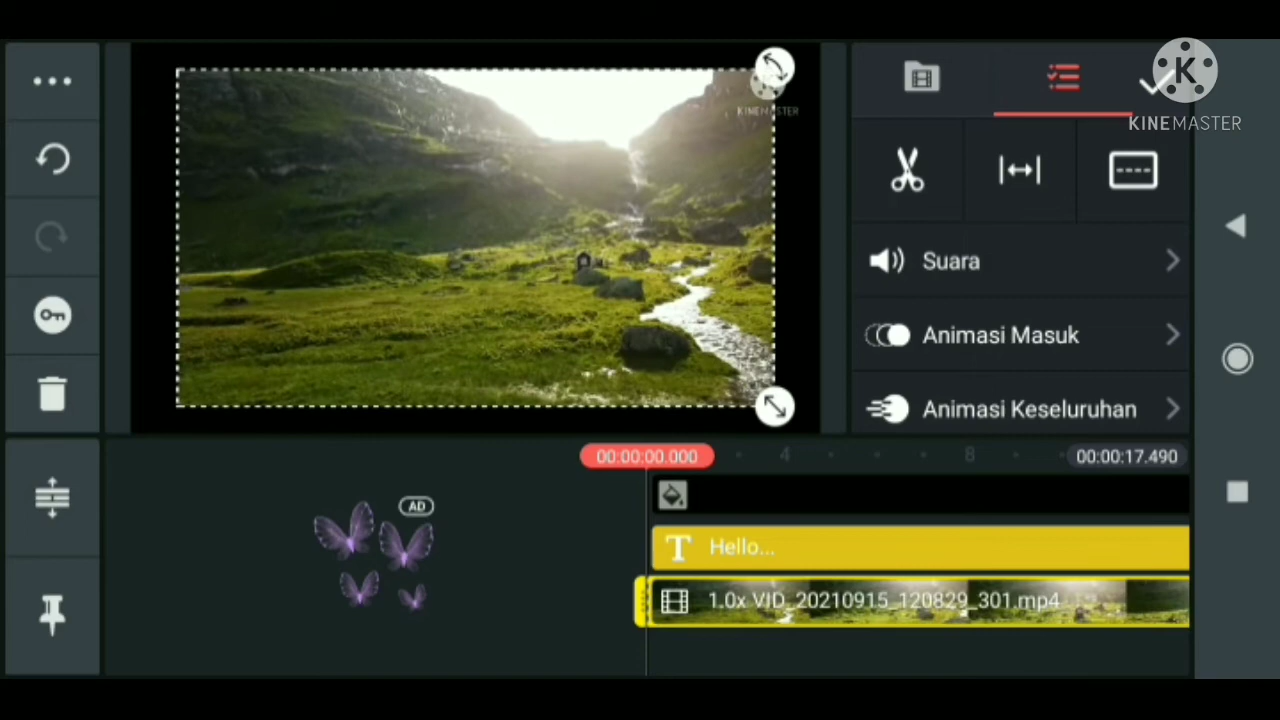 KINEMASTER
KINEMASTER
Suara
Animasi Masuk
Animasi Keseluruhan
00:00:00.000
4
8
00:00:17.490
AD
Hello...
1.0x VID_20210915_120829_301.mp4